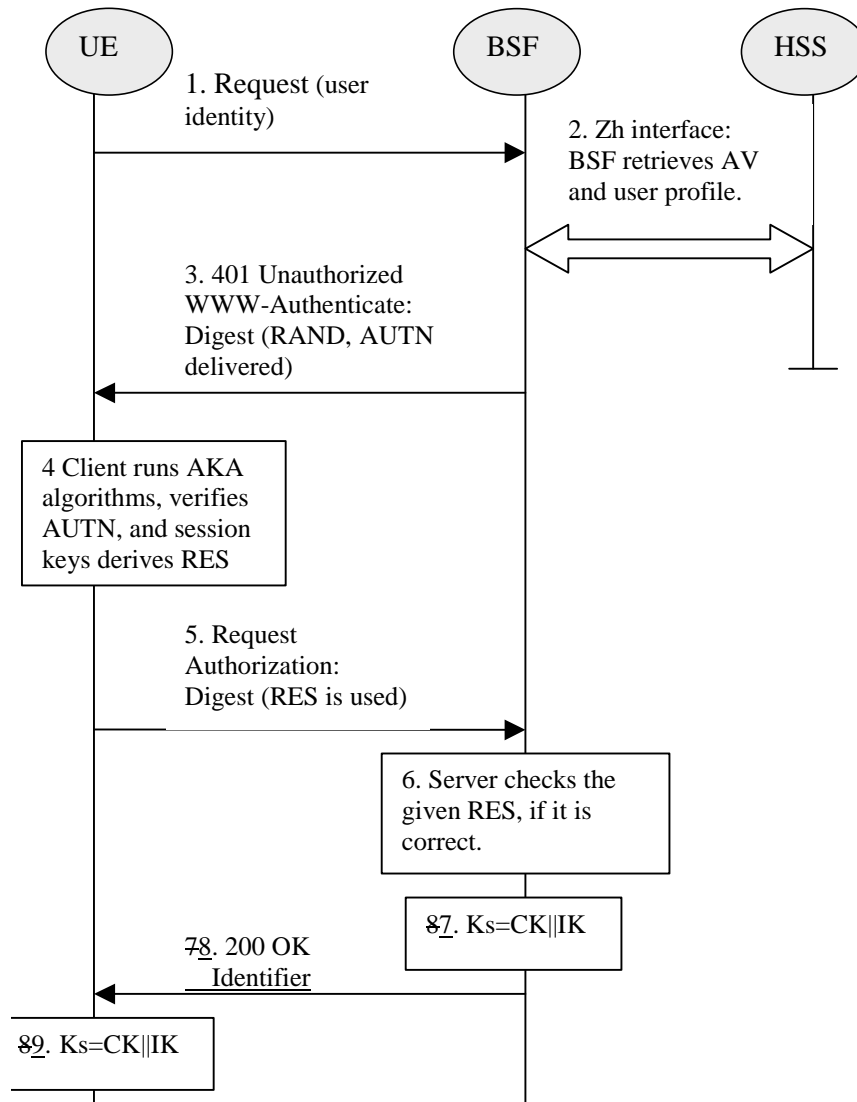 UE
BSF
HSS
1. Request (user
identity)
2. Zh interface:
BSF retrieves AV
and user profile.
3. 401 Unauthorized
WWW-Authenticate:
Digest (RAND, AUTN
delivered)
4 Client runs AKA
algorithms, verifies
AUTN, and session
keys derives RES
5. Request
Authorization:
Digest (RES is used)
6. Server checks the
given RES, if it is
correct.
87. Ks=CK||IK
78. 200 OK
Identifier
89. Ks=CK||IK